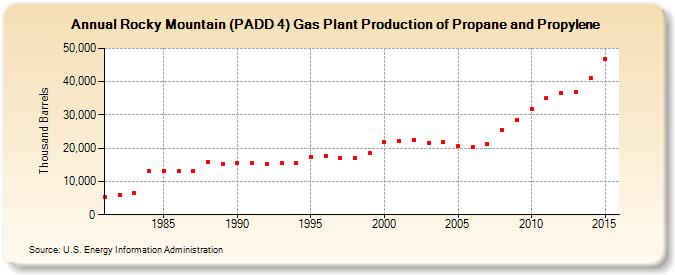 Annual Rocky Mountain (PADD 4) Gas Plant Production of Propane and Propylene
Thousand Barrels
50,000
40,000
30,000
20,000
10,000
0
1985 1990 1995 2000 2005 2010 2015
Source: U.S. Energy Information Administration